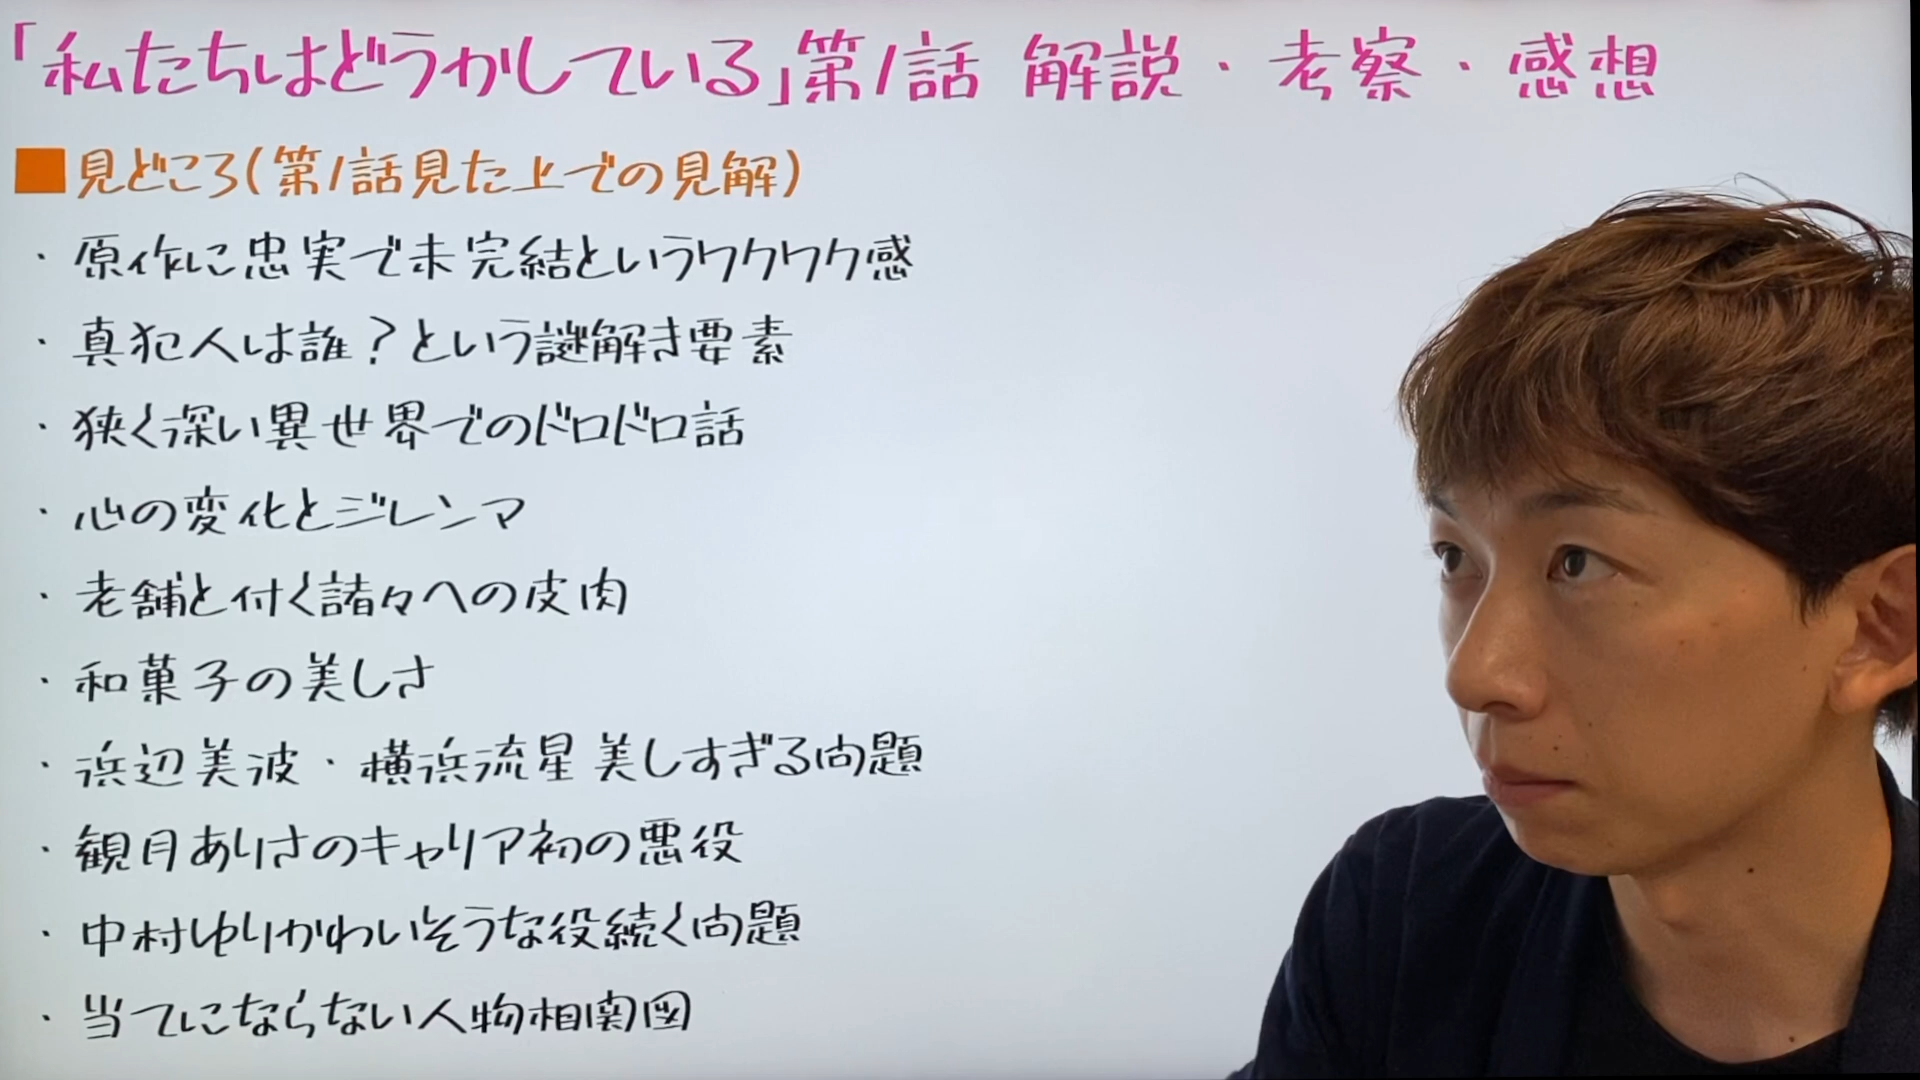 「私たちはどうかしている」第1話 解説・考察・感想
■見どころ(第1話見た上での見解)
・原作に忠実で未完結というワクワク感
・真犯人は誰?という謎解き要素
・狭く深い異世界でのドロドロ話
・心の変化とジレンマ
・老舗と付く諸々への皮肉
・和菓子の美しさ
・浜辺美波・横浜流星美しすぎる問題
・観月ありさのキャリア初の悪役
・中村ゆりかわいそうな役続く問題
・当てにならない人物相関図